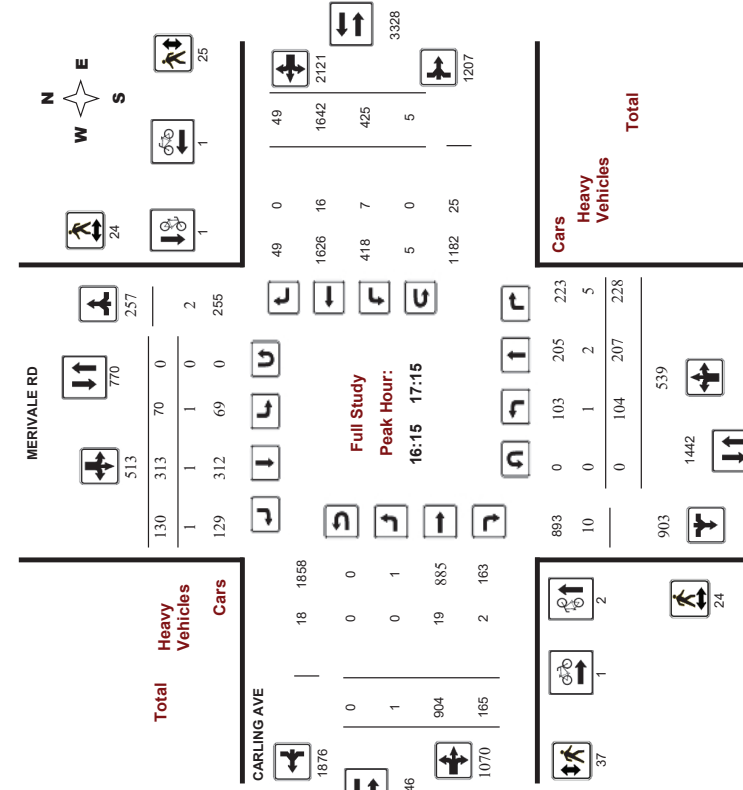 N
W E
S
MERIVALE RD
24
25
1
1
770
513
257
130 313 70 0
1 1 1 0 2
129 312 69 0 255
Total
Heavy
Vehicles
Cars
3328
2121
1207
49 0 49
1626 16 1642
418 7 425
5 0 5
1182 25
Full Study
Peak Hour:
16:15 17:15
CARLING AVE
18 1858
1876
0 0 0
1 0 1
904 19 885
165 2 163
46
1070
Cars
Heavy
Vehicles
Total
893 0 103 205 223
10 0 1 2 5
0 104 207 228
903
1442
539
2
1
37
24